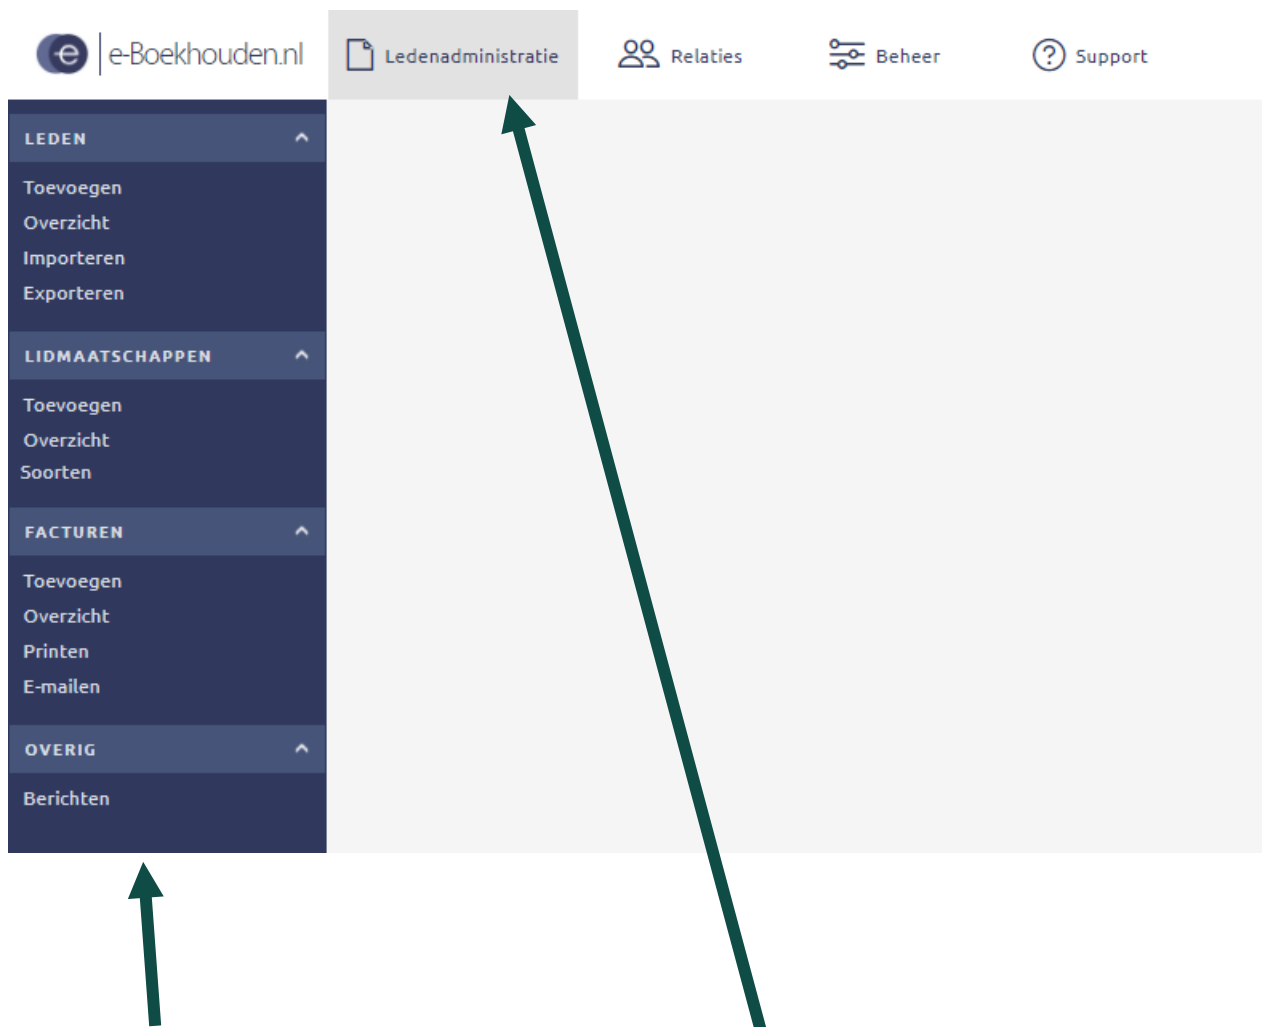 e e-Boekhouden.nl
Ledenadministratie
Relaties
Beheer
? Support
LEDEN
Toevoegen
Overzicht
Importeren
Exporteren
LIDMAATSCHAPPEN
Toevoegen
Overzicht
Soorten
FACTUREN
Toevoegen
Overzicht
Printen
E-mailen
OVERIG
Berichten